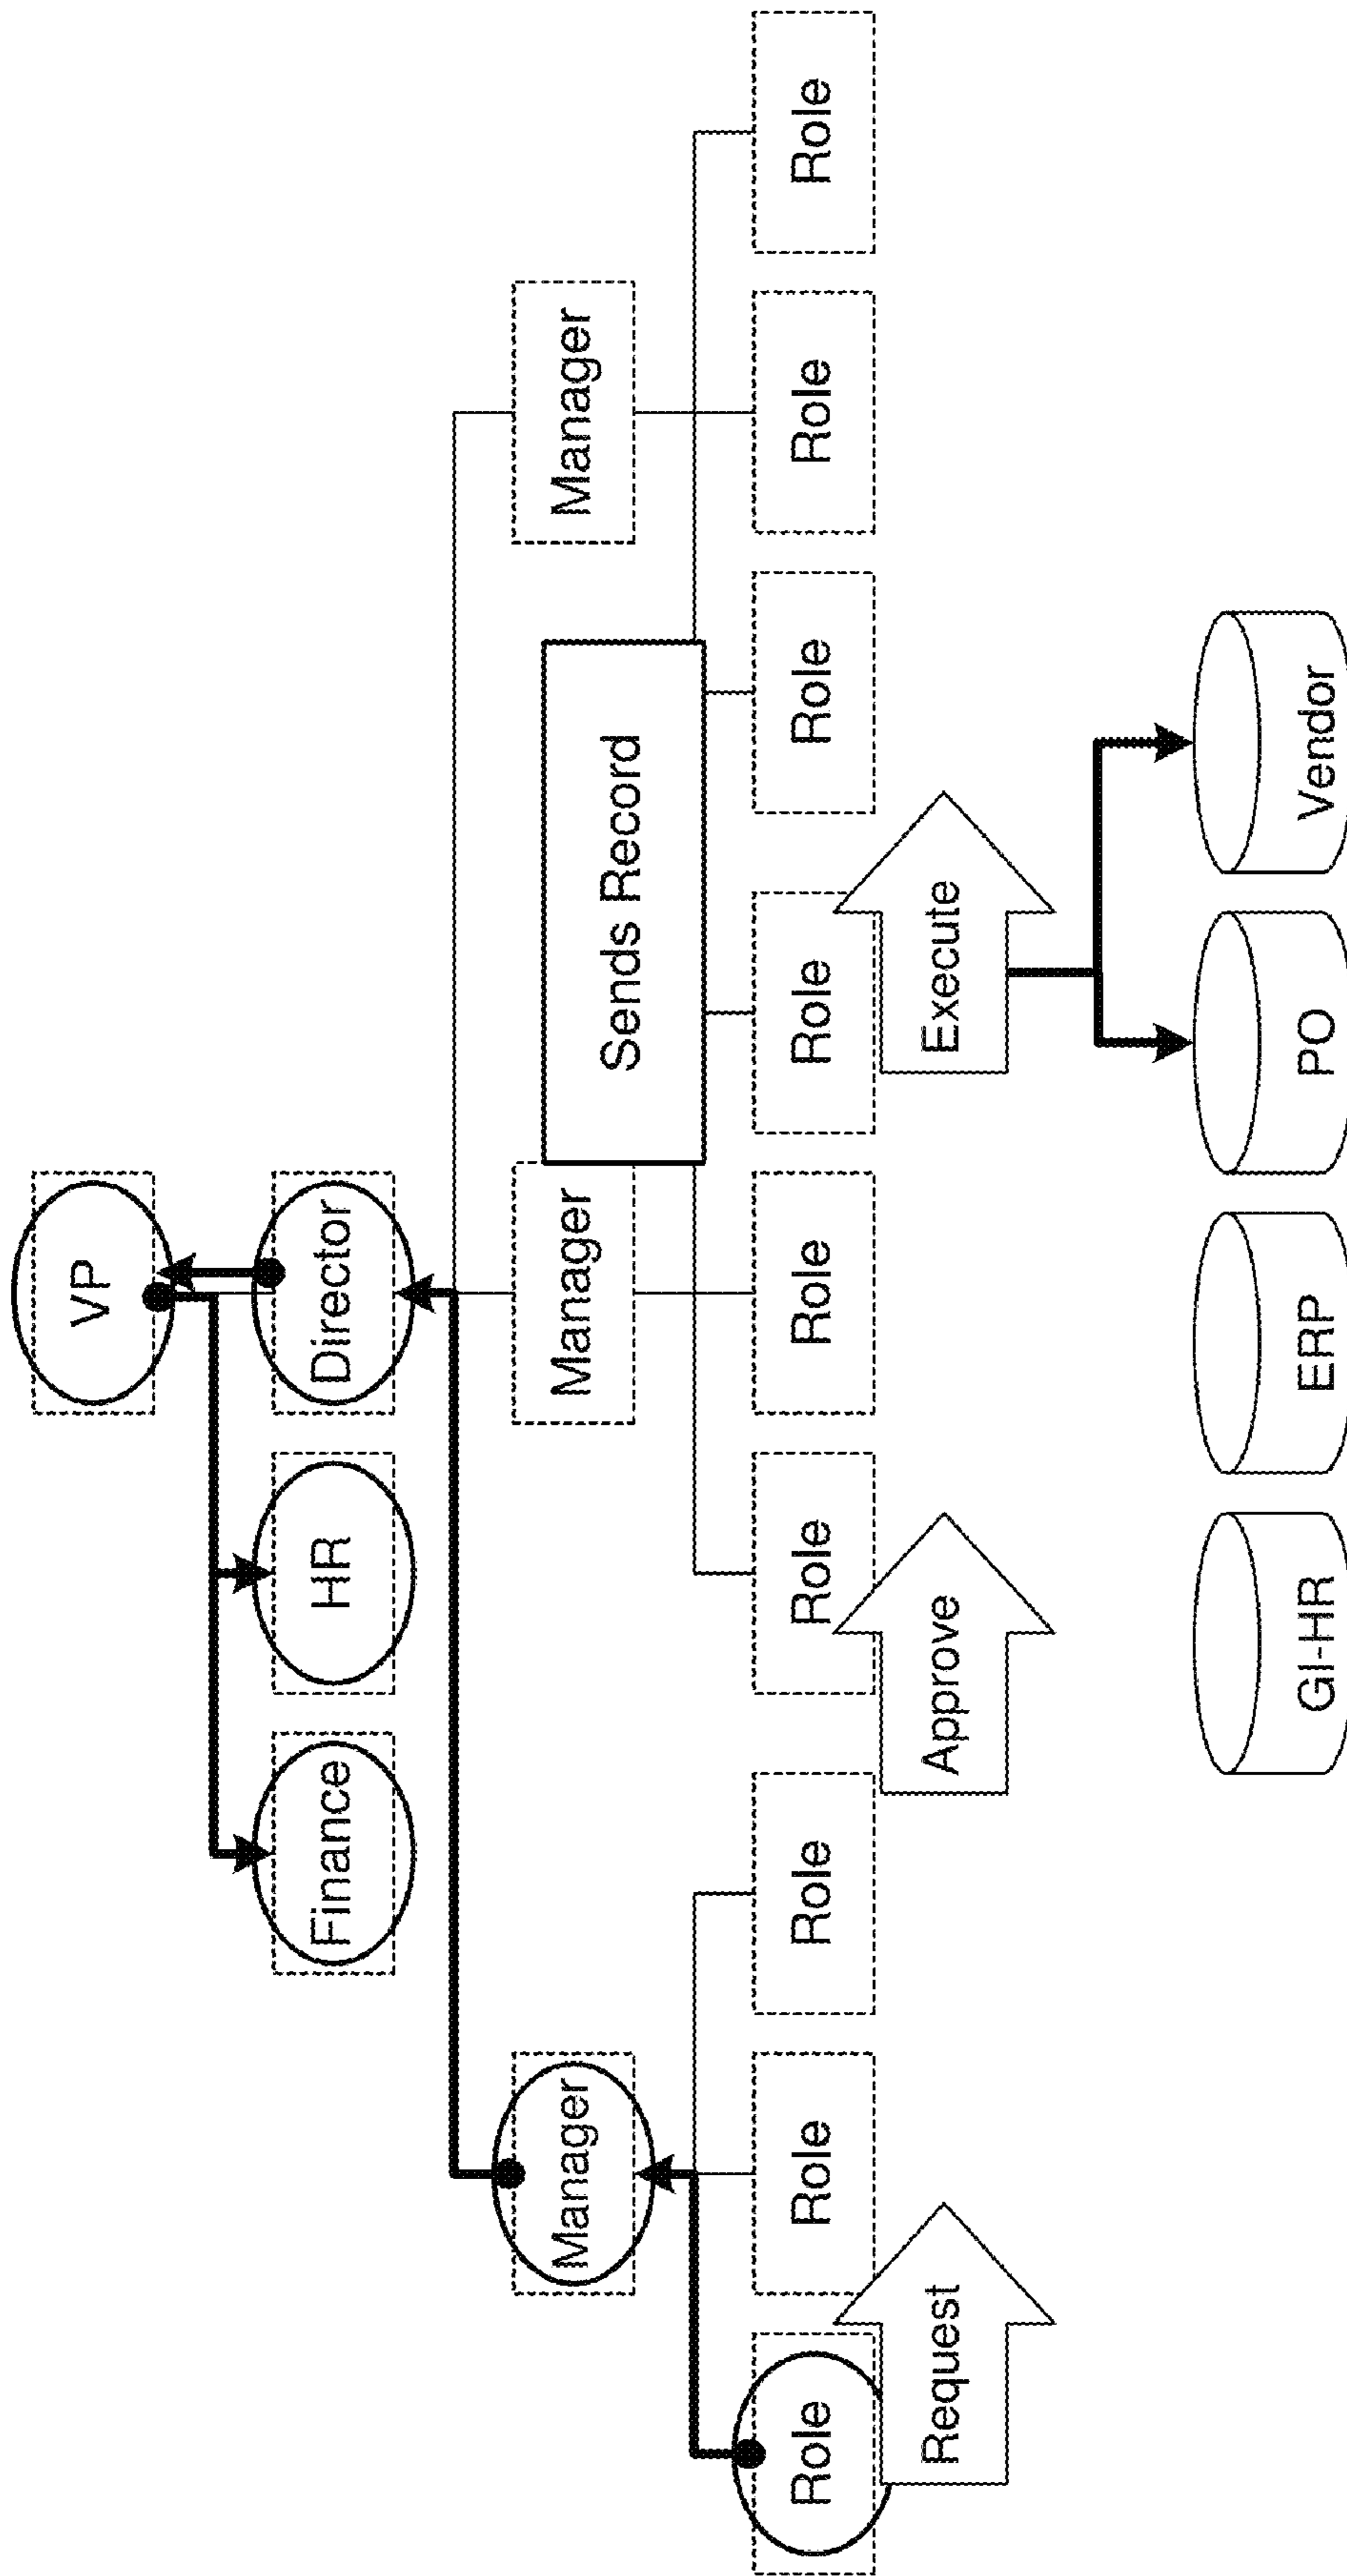 VP
Finance
HR
Director
Manager
Manager
Manager
Sends Record
Role
Role
Role
Role
Role
Role
Role
Role
Role
Request
Approve
Execute
GI-HR
ERP
PO
Vendor